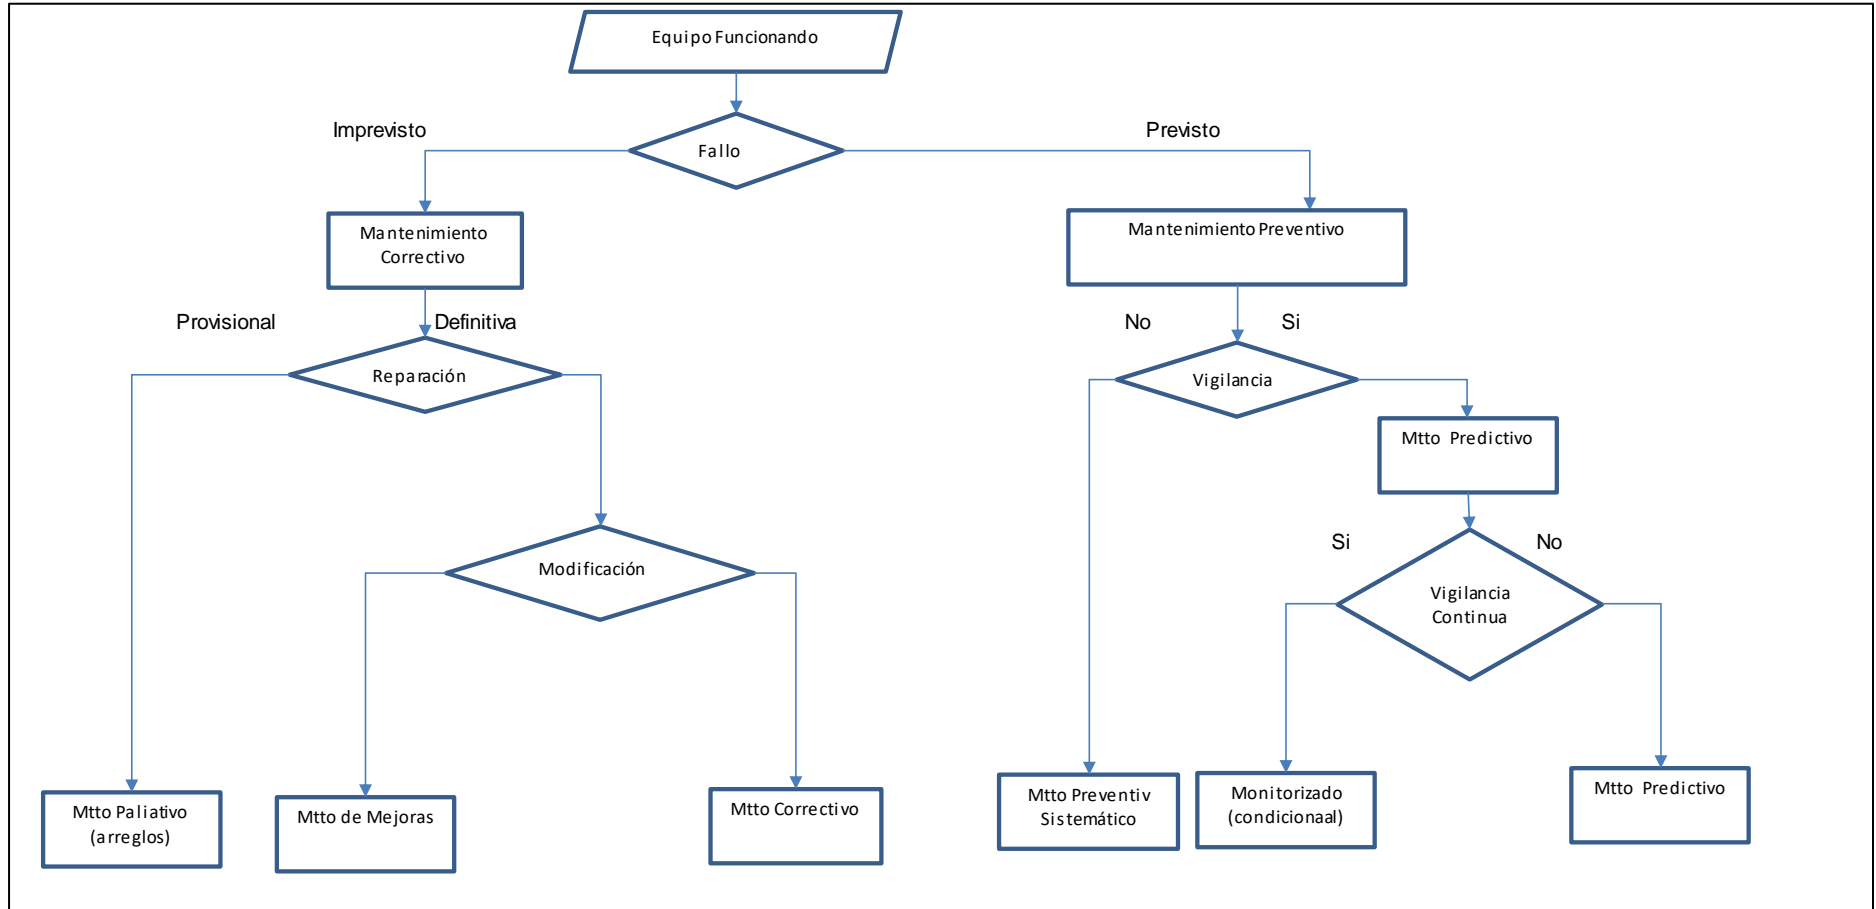 Equipo Funcionando
Imprevisto
Previsto
Fallo
Mantenimiento
Correctivo
Mantenimiento Preventivo
Provisional
Definitiva
No
Si
Reparación
Vigilancia
Mtto Predictivo
Si
No
Modificación
Vigilancia
Continua
Mtto Paliativo
(arreglos)
Mtto de Mejoras
Mtto Correctivo
Mtto Preventiv
Sistemático
Monitorizado
(condicionaal)
Mtto Predictivo